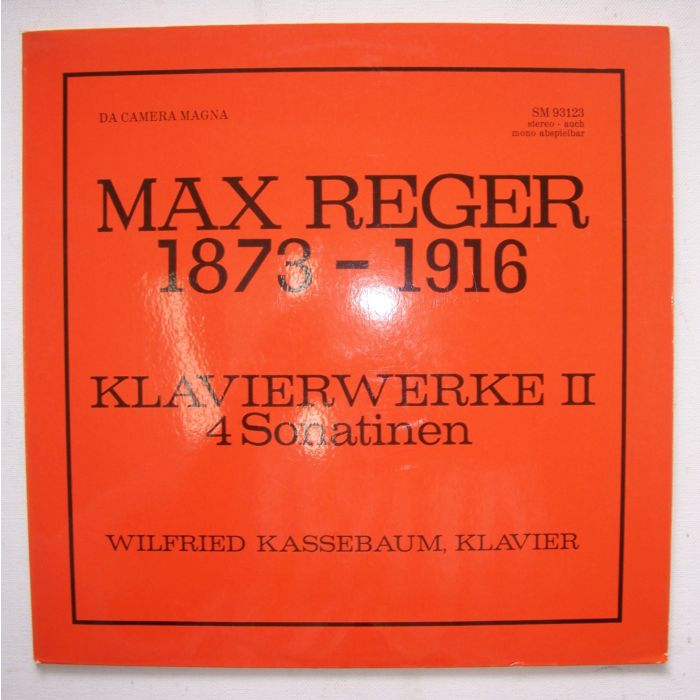 DA CAMERA MAGNA
SM 93123
stereo - auch
mono abspielbar
MAX REGER
1873 - 1916
KLAVIERWERKE II
4 Sonatinen
WILFRIED KASSEBAUM, KLAVIER